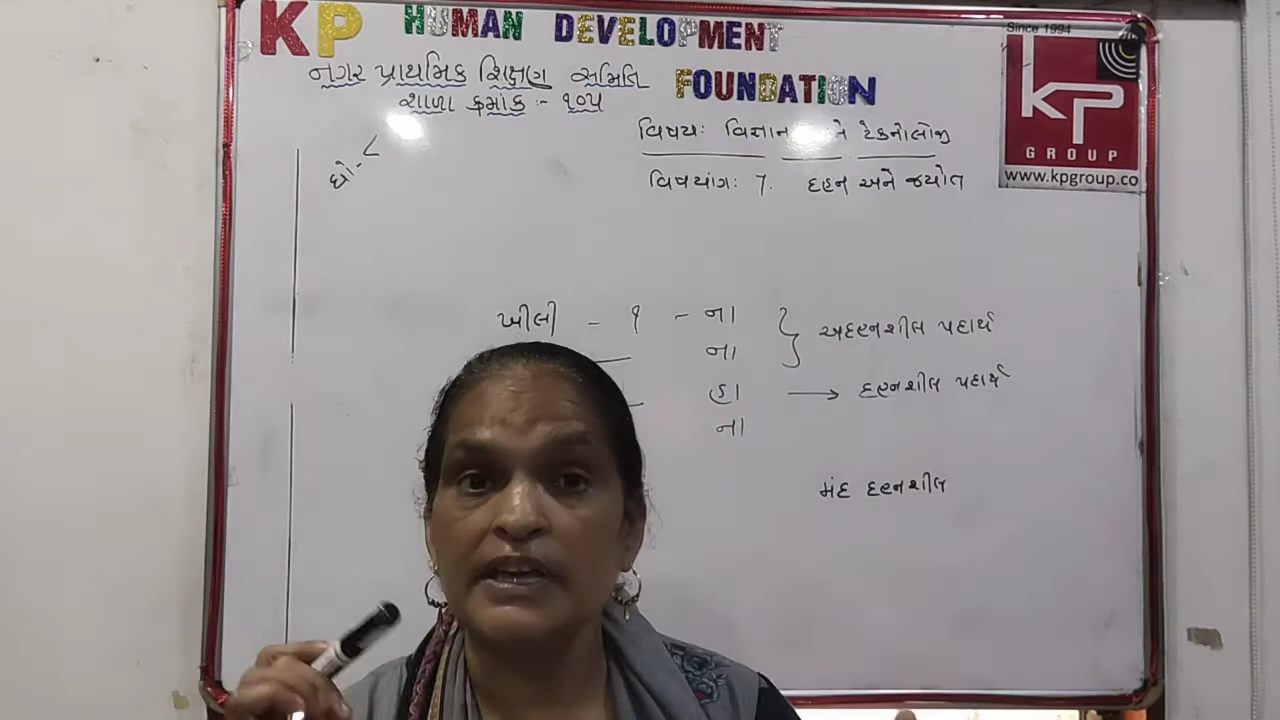 KP HUMAN DEVELOPMENT
FOUNDATION
નગર પ્રાથમિક શિક્ષણ સમિતિ
શાળા ક્રમાંક :- ૧૦૫
Since 1994
KP
GROUP
www.kpgroup.co
ધો - ૮
વિષય: વિજ્ઞાન ને ટેકનોલોજી
વિષયાંગ: 7. દહન અને જ્યોત
ખીલી - ૧ - ના } અદહનશીલ પદાર્થ
ના
હા → દહનશીલ પદાર્થ
ના
મંદ દહનશીલ